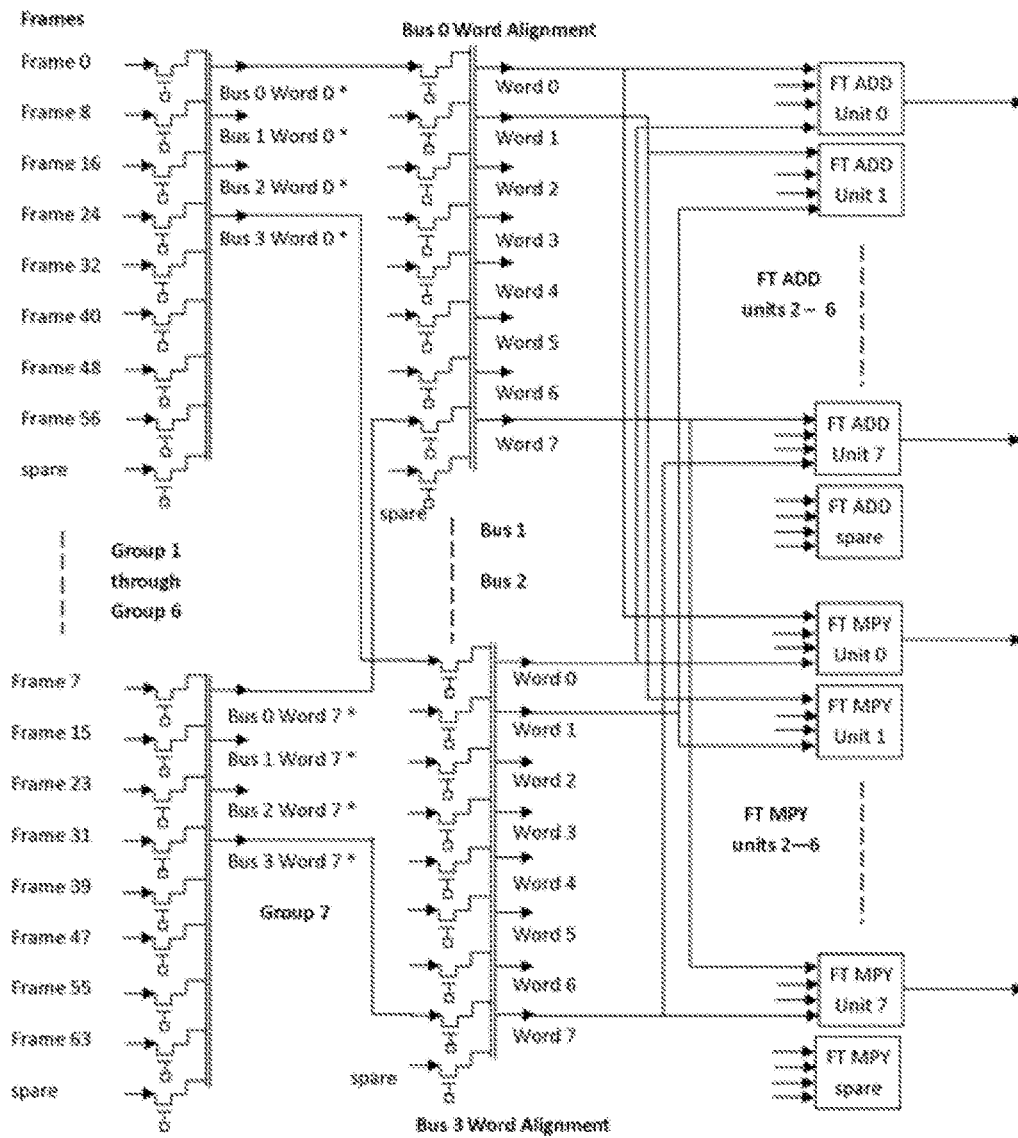 Frames
Frame 0
Frame 8
Frame 16
Frame 24
Frame 32
Frame 40
Frame 48
Frame 56
spare
Bus 0 Word 0 *
Bus 1 Word 0 *
Bus 2 Word 0 *
Bus 3 Word 0 *
Group 1
through
Group 6
Frame 7
Frame 15
Frame 23
Frame 31
Frame 39
Frame 47
Frame 55
Frame 63
spare
Bus 0 Word 7 *
Bus 1 Word 7 *
Bus 2 Word 7 *
Bus 3 Word 7 *
Group 7
Bus 0 Word Alignment
Word 0
Word 1
Word 2
Word 3
Word 4
Word 5
Word 6
Word 7
spare
Bus 1
Bus 2
Word 0
Word 1
Word 2
Word 3
Word 4
Word 5
Word 6
Word 7
spare
Bus 3 Word Alignment
FT ADD
Unit 0
FT ADD
Unit 1
FT ADD
units 2 - 6
FT ADD
Unit 7
FT ADD
spare
FT MPY
Unit 0
FT MPY
Unit 1
FT MPY
units 2—6
FT MPY
Unit 7
FT MPY
spare